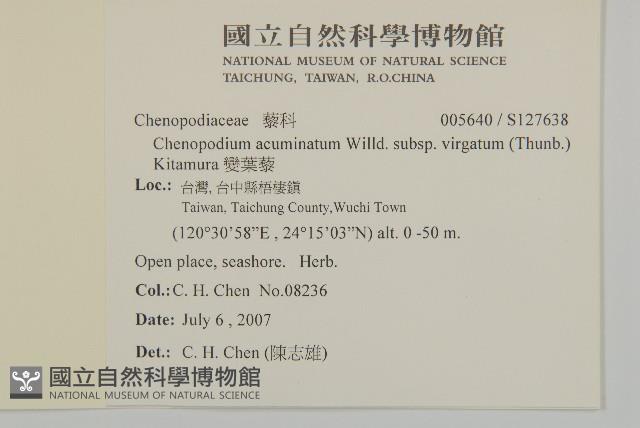 國立自然科學博物館
NATIONAL MUSEUM OF NATURAL SCIENCE
TAICHUNG, TAIWAN, R.O.CHINA
Chenopodiaceae 藜科 005640 / S127638
Chenopodium acuminatum Willd. subsp. virgatum (Thunb.)
Kitamura 變葉藜
Loc.: 台灣, 台中縣梧棲鎮
Taiwan, Taichung County,Wuchi Town
(120°30’58”E , 24°15’03”N) alt. 0 -50 m.
Open place, seashore. Herb.
Col.: C. H. Chen No.08236
Date: July 6 , 2007
Det.: C. H. Chen (陳志雄)
國立自然科學博物館
NATIONAL MUSEUM OF NATURAL SCIENCE